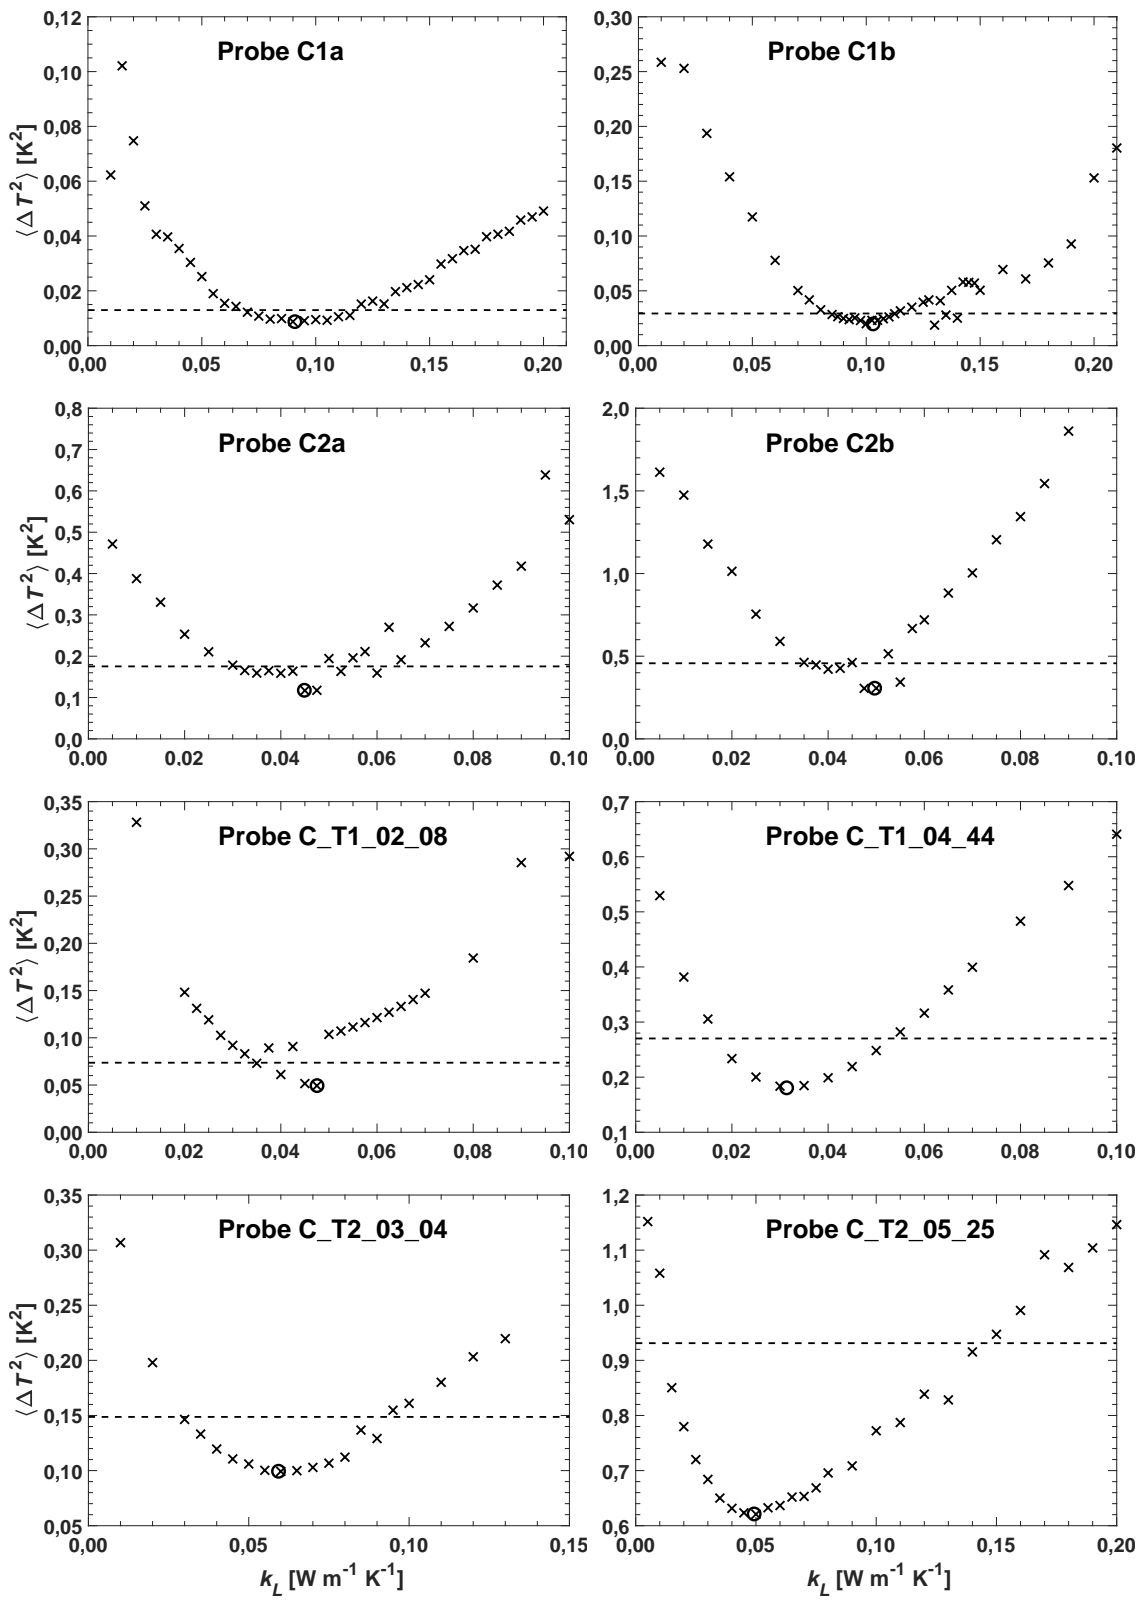 Probe C1a
0,12
0,10
0,08
0,06
0,04
0,02
0,00
0,00 0,05 0,10 0,15 0,20
⟨ΔT²⟩ [K²]
Probe C1b
0,30
0,25
0,20
0,15
0,10
0,05
0,00
0,00 0,05 0,10 0,15 0,20
Probe C2a
0,8
0,7
0,6
0,5
0,4
0,3
0,2
0,1
0,0
0,00 0,02 0,04 0,06 0,08 0,10
⟨ΔT²⟩ [K²]
Probe C2b
2,0
1,5
1,0
0,5
0,0
0,00 0,02 0,04 0,06 0,08 0,10
Probe C_T1_02_08
0,35
0,30
0,25
0,20
0,15
0,10
0,05
0,00
0,00 0,02 0,04 0,06 0,08 0,10
⟨ΔT²⟩ [K²]
Probe C_T1_04_44
0,7
0,6
0,5
0,4
0,3
0,2
0,1
0,00 0,02 0,04 0,06 0,08 0,10
Probe C_T2_03_04
0,35
0,30
0,25
0,20
0,15
0,10
0,05
0,00 0,05 0,10 0,15
⟨ΔT²⟩ [K²]
k_L [W m⁻¹ K⁻¹]
Probe C_T2_05_25
1,2
1,1
1,0
0,9
0,8
0,7
0,6
0,00 0,05 0,10 0,15 0,20
k_L [W m⁻¹ K⁻¹]